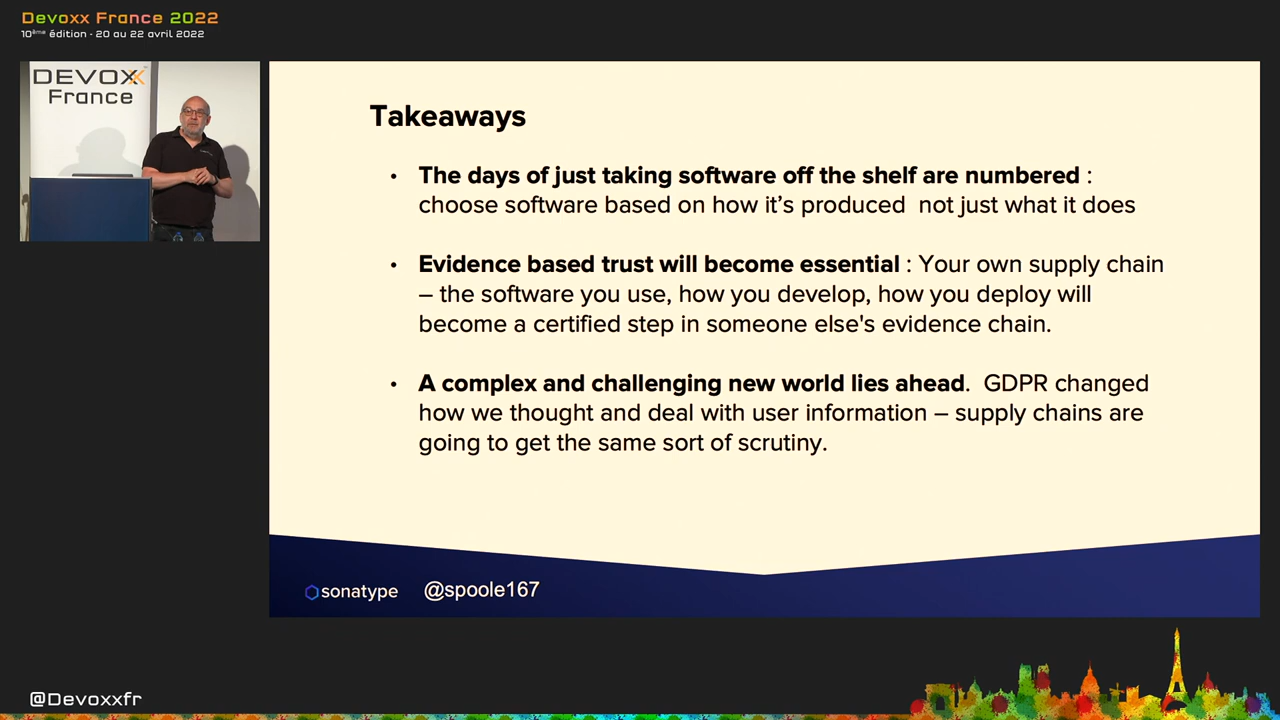 Devoxx France 2022
10ème édition - 20 au 22 avril 2022
DEVOXX
France
Takeaways
• The days of just taking software off the shelf are numbered :
choose software based on how it’s produced  not just what it does
• Evidence based trust will become essential : Your own supply chain
– the software you use, how you develop, how you deploy will
become a certified step in someone else's evidence chain.
• A complex and challenging new world lies ahead.  GDPR changed
how we thought and deal with user information – supply chains are
going to get the same sort of scrutiny.
sonatype @spoole167
@Devoxxfr